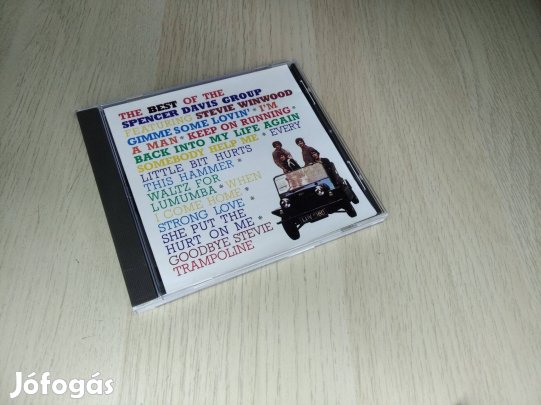 THE BEST OF THE
SPENCER DAVIS GROUP
FEATURING STEVIE WINWOOD
GIMME SOME LOVIN' * I'M
A MAN * KEEP ON RUNNING *
BACK INTO MY LIFE AGAIN
SOMEBODY HELP ME * EVERY
LITTLE BIT HURTS
THIS HAMMER *
WALTZ FOR
LUMUMBA * WHEN
I COME HOME *
STRONG LOVE *
SHE PUT THE
HURT ON ME *
GOODBYE STEVIE
TRAMPOLINE
Jófogás